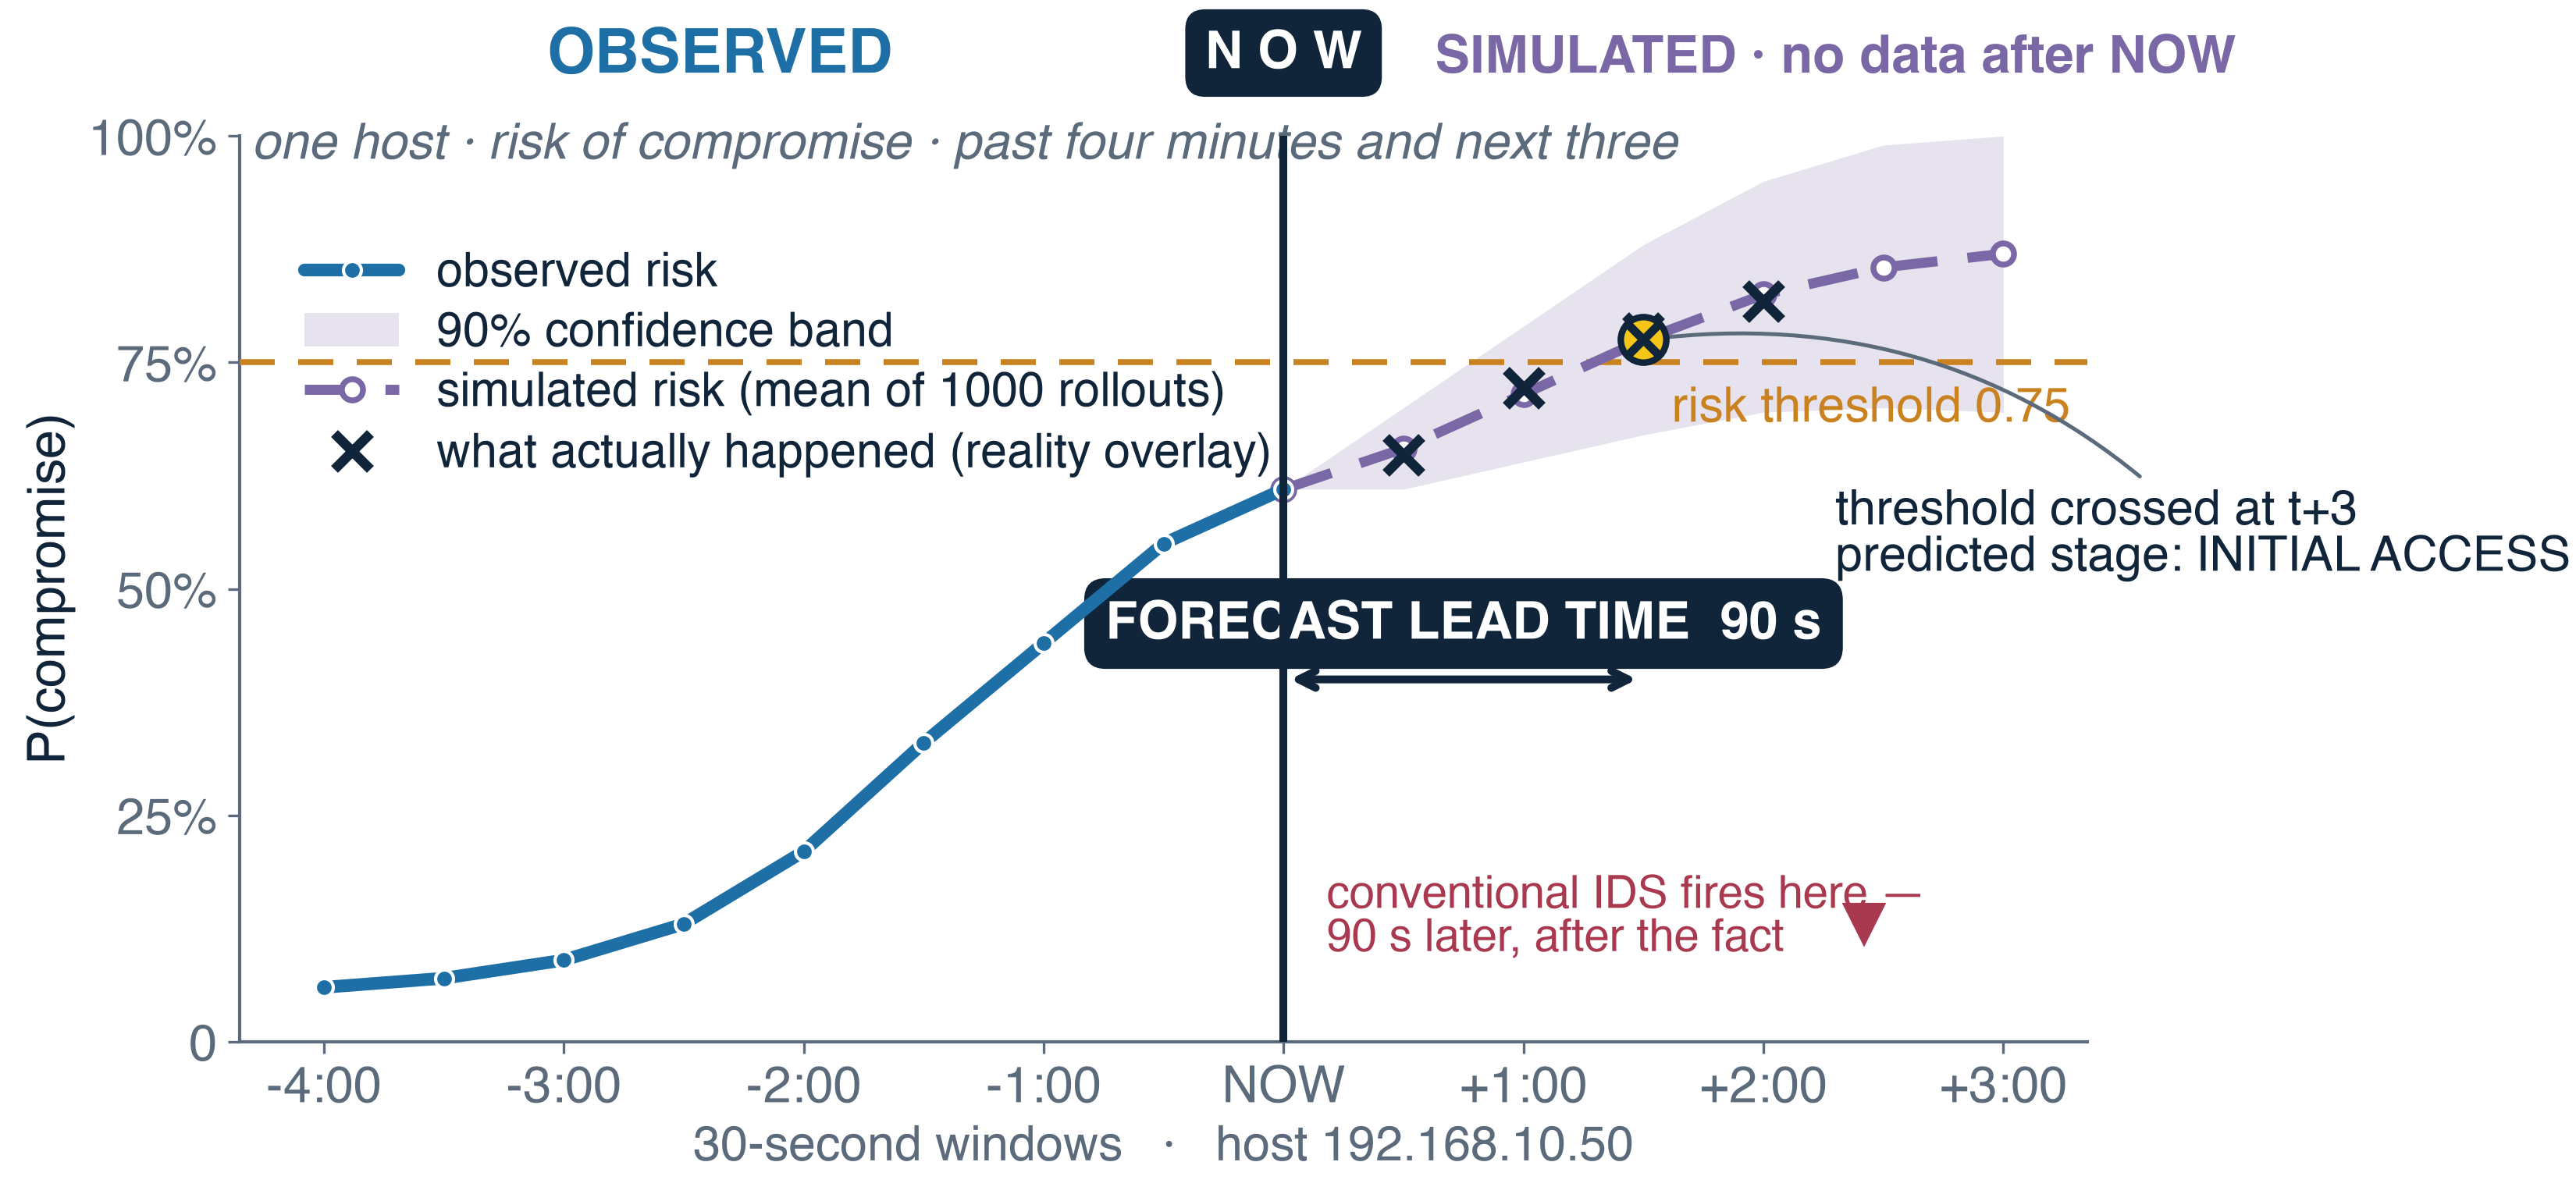 OBSERVED
NOW
SIMULATED · no data after NOW
100%
one host · risk of compromise · past four minutes and next three
observed risk
90% confidence band
75%
simulated risk (mean of 1000 rollouts)
risk threshold 0.75
what actually happened (reality overlay)
threshold crossed at t+3
predicted stage: INITIAL ACCESS
P(compromise)
50%
FORECAST LEAD TIME 90 s
25%
conventional IDS fires here —
90 s later, after the fact
0
-4:00 -3:00 -2:00 -1:00 NOW +1:00 +2:00 +3:00
30-second windows · host 192.168.10.50